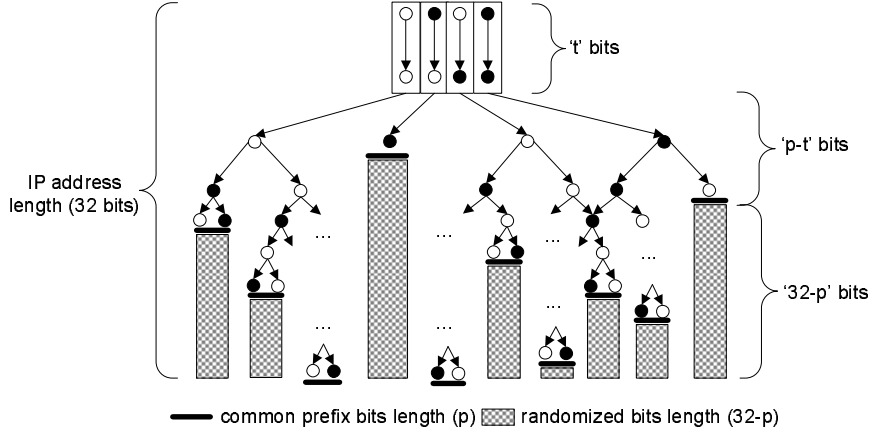 ‘t’ bits
‘p-t’ bits
IP address
length (32 bits)
...
...
...
...
...
...
...
‘32-p’ bits
common prefix bits length (p)
randomized bits length (32-p)